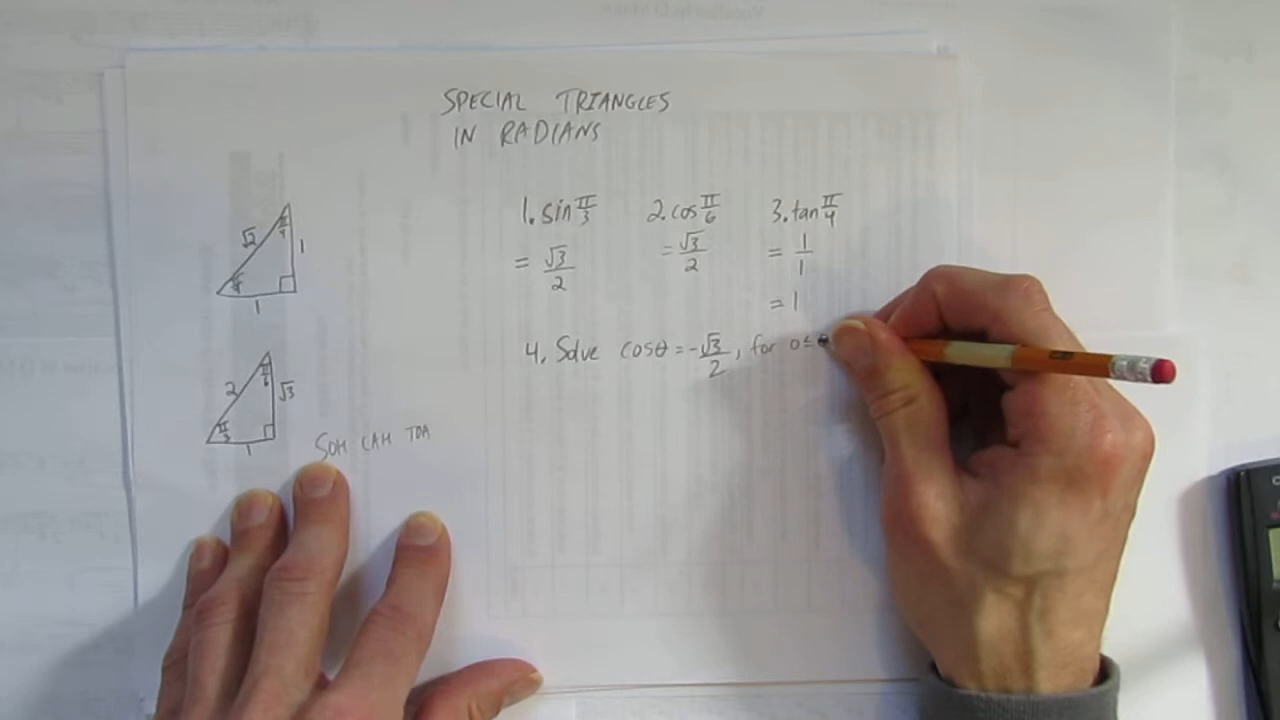 SPECIAL TRIANGLES
IN RADIANS
1. sin π/3 2. cos π/6 3. tan π/4
= √3/2 = √3/2 = 1/1
= 1
4. Solve cosθ = -√3/2, for 0≤
√2 π/4 1
π/4
1
2 π/6 √3
π/3
1
SOH CAH TOA